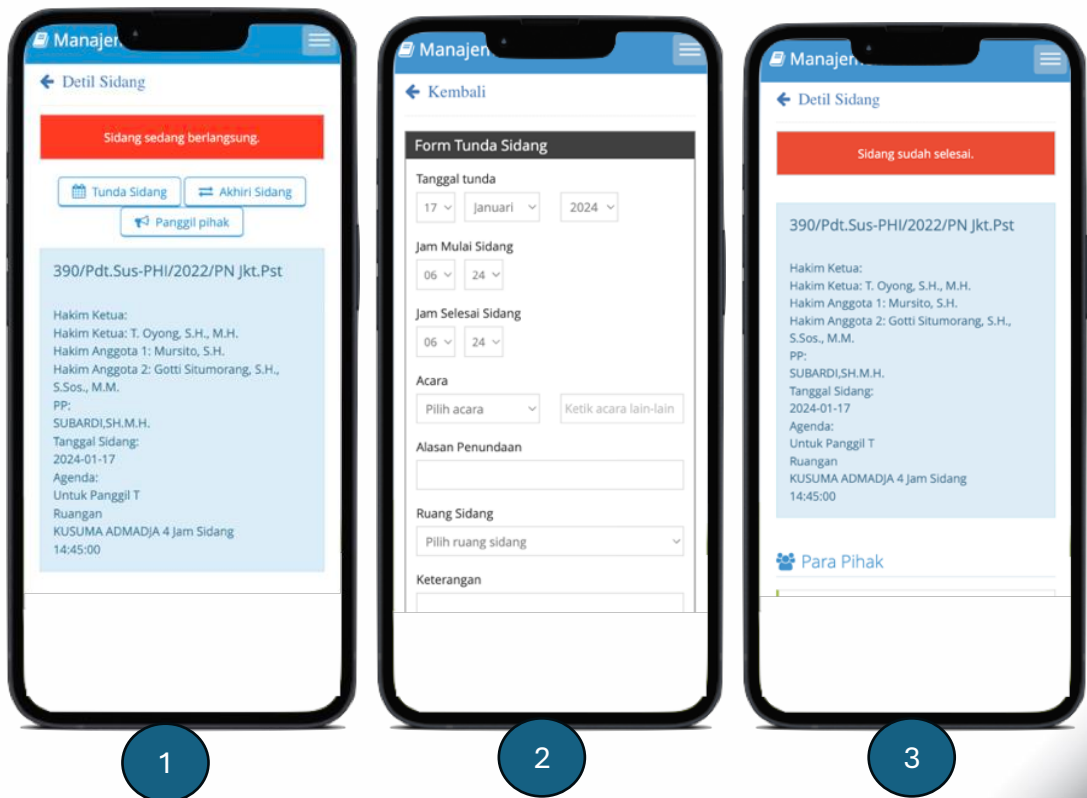 Manajem
Detil Sidang
Sidang sedang berlangsung.
Tunda Sidang
Akhiri Sidang
Panggil pihak
390/Pdt.Sus-PHI/2022/PN Jkt.Pst
Hakim Ketua:
Hakim Ketua: T. Oyong, S.H., M.H.
Hakim Anggota 1: Mursito, S.H.
Hakim Anggota 2: Gotti Situmorang, S.H.,
S.Sos., M.M.
PP:
SUBARDI,SH.M.H.
Tanggal Sidang:
2024-01-17
Agenda:
Untuk Panggil T
Ruangan
KUSUMA ADMADJA 4 Jam Sidang
14:45:00
1
Manajem
Kembali
Form Tunda Sidang
Tanggal tunda
17 Januari 2024
Jam Mulai Sidang
06 24
Jam Selesai Sidang
06 24
Acara
Pilih acara
Ketik acara lain-lain
Alasan Penundaan
Ruang Sidang
Pilih ruang sidang
Keterangan
2
Manajem
Detil Sidang
Sidang sudah selesai.
390/Pdt.Sus-PHI/2022/PN Jkt.Pst
Hakim Ketua:
Hakim Ketua: T. Oyong, S.H., M.H.
Hakim Anggota 1: Mursito, S.H.
Hakim Anggota 2: Gotti Situmorang, S.H.,
S.Sos., M.M.
PP:
SUBARDI,SH.M.H.
Tanggal Sidang:
2024-01-17
Agenda:
Untuk Panggil T
Ruangan
KUSUMA ADMADJA 4 Jam Sidang
14:45:00
Para Pihak
3